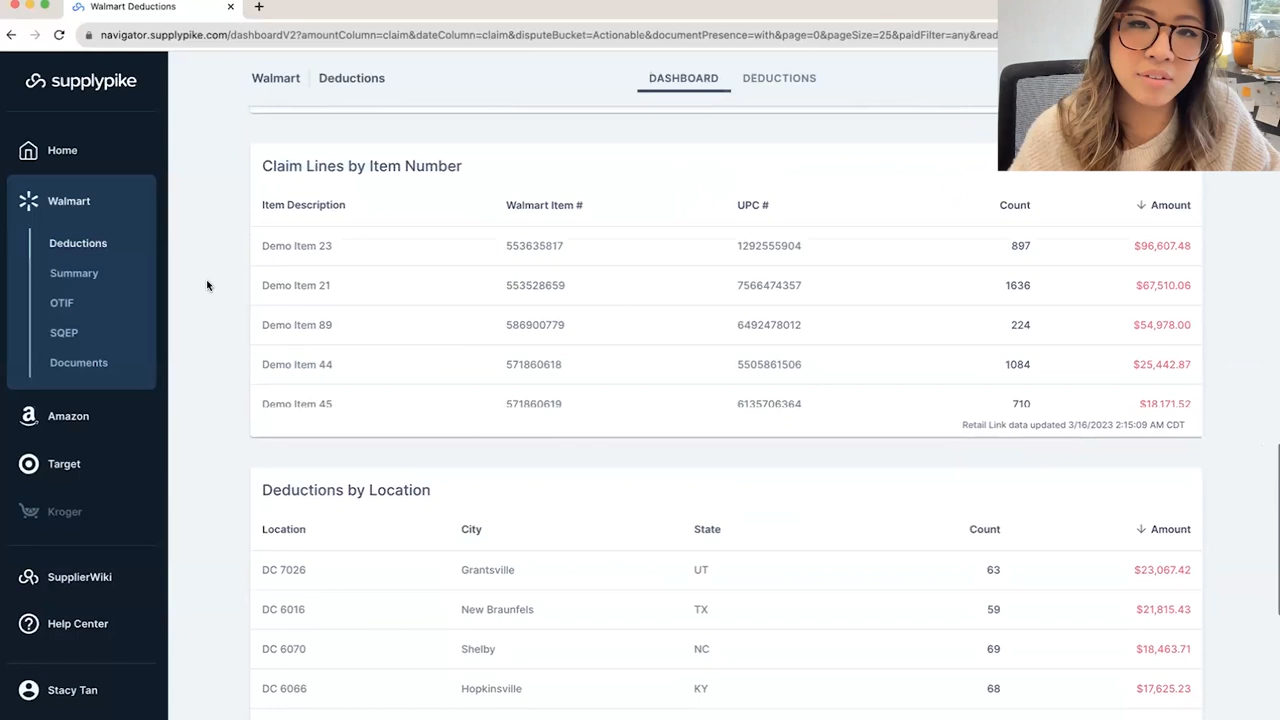 Walmart Deductions
navigator.supplypike.com/dashboardV2?amountColumn=claim&dateColumn=claim&disputeBucket=Actionable&documentPresence=with&page=0&pageSize=25&paidFilter=any&read
supplypike
Home
Walmart
Deductions
Summary
OTIF
SQEP
Documents
Amazon
Target
Kroger
SupplierWiki
Help Center
Stacy Tan
Walmart Deductions DASHBOARD DEDUCTIONS
Claim Lines by Item Number
Item Description Walmart Item # UPC # Count Amount
Demo Item 23 553635817 1292555904 897 $96,607.48
Demo Item 21 553528659 7566474357 1636 $67,510.06
Demo Item 89 586900779 6492478012 224 $54,978.00
Demo Item 44 571860618 5505861506 1084 $25,442.87
Demo Item 45 571860619 6135706364 710 $18,171.52
Retail Link data updated 3/16/2023 2:15:09 AM CDT
Deductions by Location
Location City State Count Amount
DC 7026 Grantsville UT 63 $23,067.42
DC 6016 New Braunfels TX 59 $21,815.43
DC 6070 Shelby NC 69 $18,463.71
DC 6066 Hopkinsville KY 68 $17,625.23